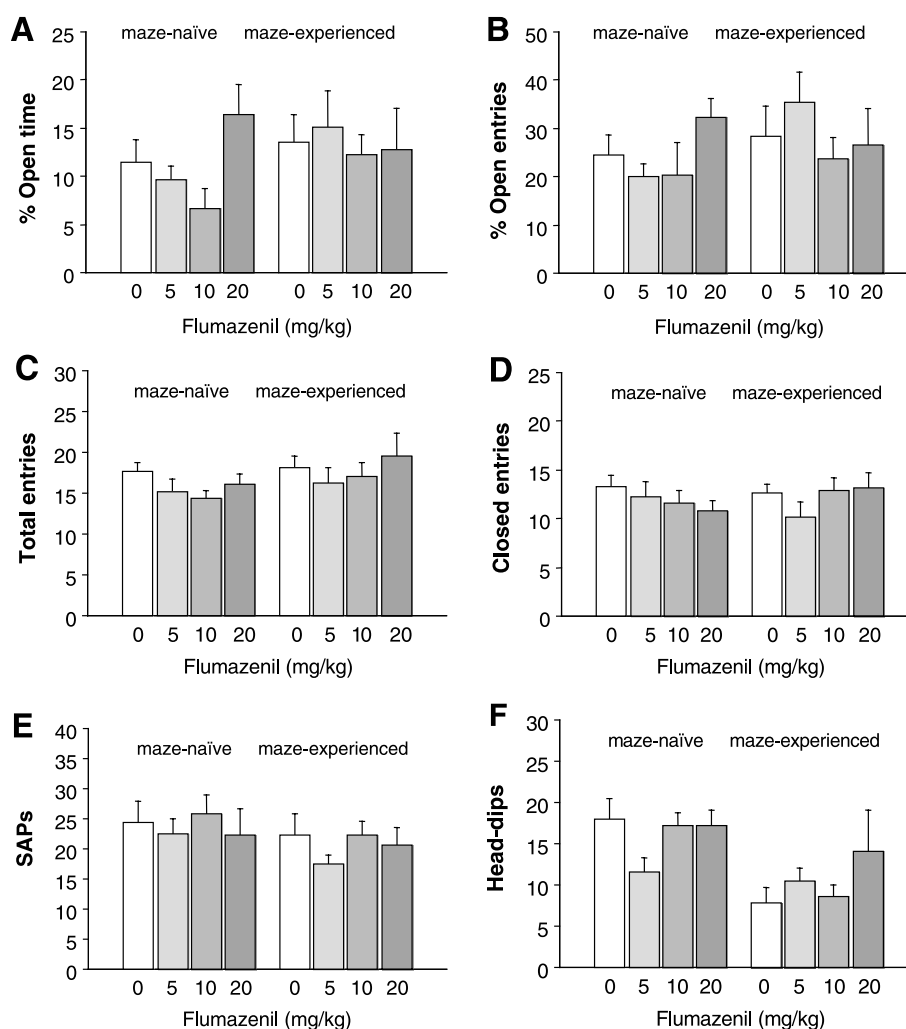 A
maze-naïve maze-experienced
% Open time
25
20
15
10
5
0
0 5 10 20 0 5 10 20
Flumazenil (mg/kg)
B
maze-naïve maze-experienced
% Open entries
50
40
30
20
10
0
0 5 10 20 0 5 10 20
Flumazenil (mg/kg)
C
maze-naïve maze-experienced
Total entries
30
25
20
15
10
5
0
0 5 10 20 0 5 10 20
Flumazenil (mg/kg)
D
maze-naïve maze-experienced
Closed entries
25
20
15
10
5
0
0 5 10 20 0 5 10 20
Flumazenil (mg/kg)
E
maze-naïve maze-experienced
SAPs
40
35
30
25
20
15
10
5
0
0 5 10 20 0 5 10 20
Flumazenil (mg/kg)
F
maze-naïve maze-experienced
Head-dips
30
25
20
15
10
5
0
0 5 10 20 0 5 10 20
Flumazenil (mg/kg)